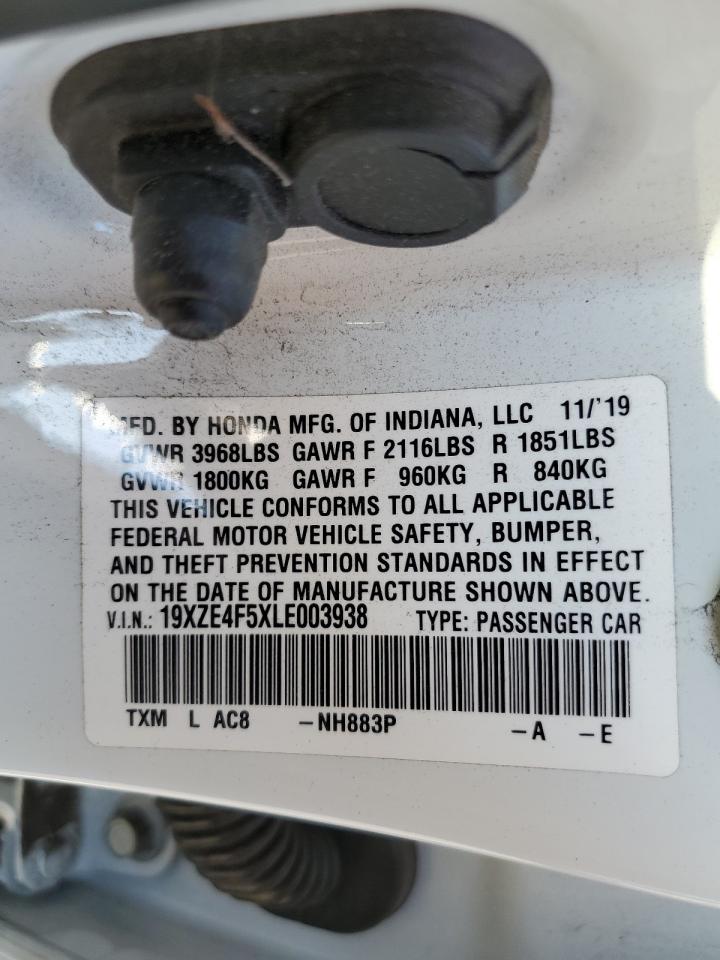 MFD. BY HONDA MFG. OF INDIANA, LLC 11/'19
GVWR 3968LBS GAWR F 2116LBS R 1851LBS
GVWR 1800KG GAWR F 960KG R 840KG
THIS VEHICLE CONFORMS TO ALL APPLICABLE
FEDERAL MOTOR VEHICLE SAFETY, BUMPER,
AND THEFT PREVENTION STANDARDS IN EFFECT
ON THE DATE OF MANUFACTURE SHOWN ABOVE.
V.I.N.: 19XZE4F5XLE003938 TYPE: PASSENGER CAR
TXM L AC8 -NH883P -A -E